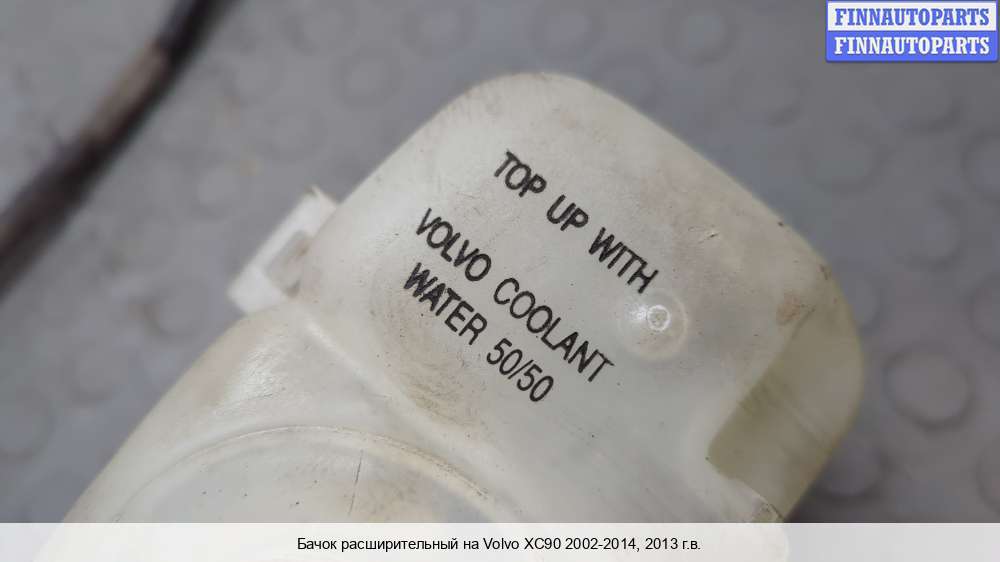 FINNAUTOPARTS
FINNAUTOPARTS
TOP UP WITH
VOLVO COOLANT
WATER 50/50
Бачок расширительный на Volvo XC90 2002-2014, 2013 г.в.